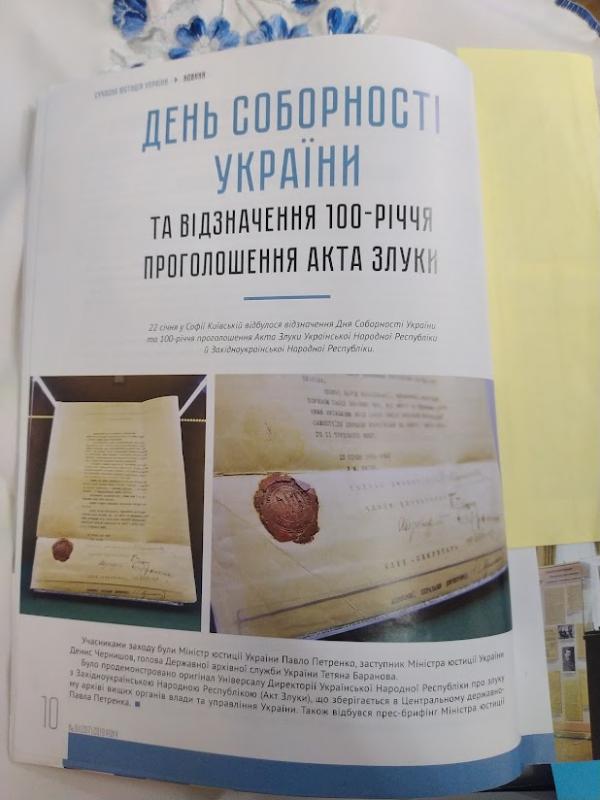 СУЧАСНА ЮСТИЦІЯ УКРАЇНИ ▸ НОВИНИ
ДЕНЬ СОБОРНОСТІ
УКРАЇНИ
ТА ВІДЗНАЧЕННЯ 100-РІЧЧЯ
ПРОГОЛОШЕННЯ АКТА ЗЛУКИ
22 січня у Софії Київській відбулося відзначення Дня Соборності України
та 100-річчя проголошення Акта Злуки Української Народної Республіки
й Західноукраїнської Народної Республіки.
Учасниками заходу були Міністр юстиції України Павло Петренко, заступник Міністра юстиції України
Денис Чернишов, голова Державної архівної служби України Тетяна Баранова.
Було продемонстровано оригінал Універсалу Директорії Української Народної Республіки про злуку
з Західноукраїнською Народною Республікою (Акт Злуки), що зберігається в Центральному державно-
му архіві вищих органів влади та управління України. Також відбувся прес-брифінг Міністра юстиції
Павла Петренка. ■
10